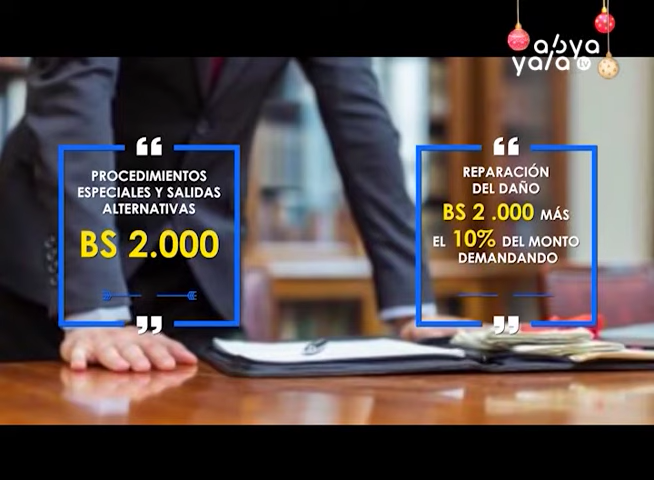 abya
yala tv
PROCEDIMIENTOS
ESPECIALES Y SALIDAS
ALTERNATIVAS
BS 2.000
REPARACIÓN
DEL DAÑO
BS 2 .000 MÁS
EL 10% DEL MONTO
DEMANDANDO